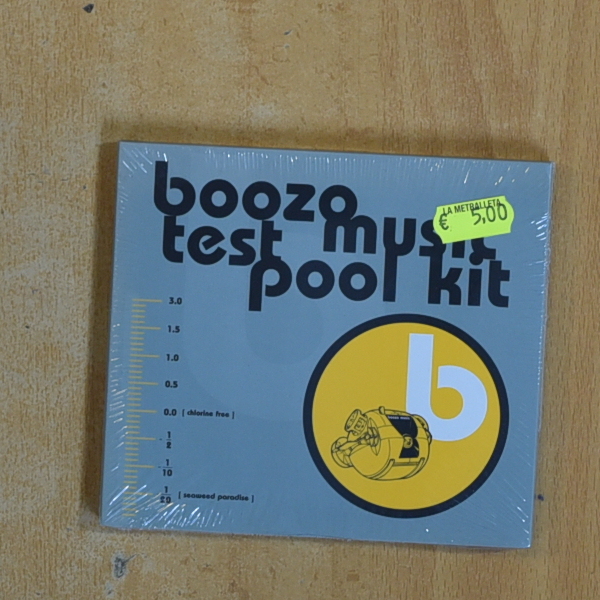 boozo
LA METRALLETA
€ 5,00
test music
pool kit
3.0
1.5
1.0
0.5
0.0 | chlorine free |
1
2
1
10
1
20 | seaweed paradise |
b